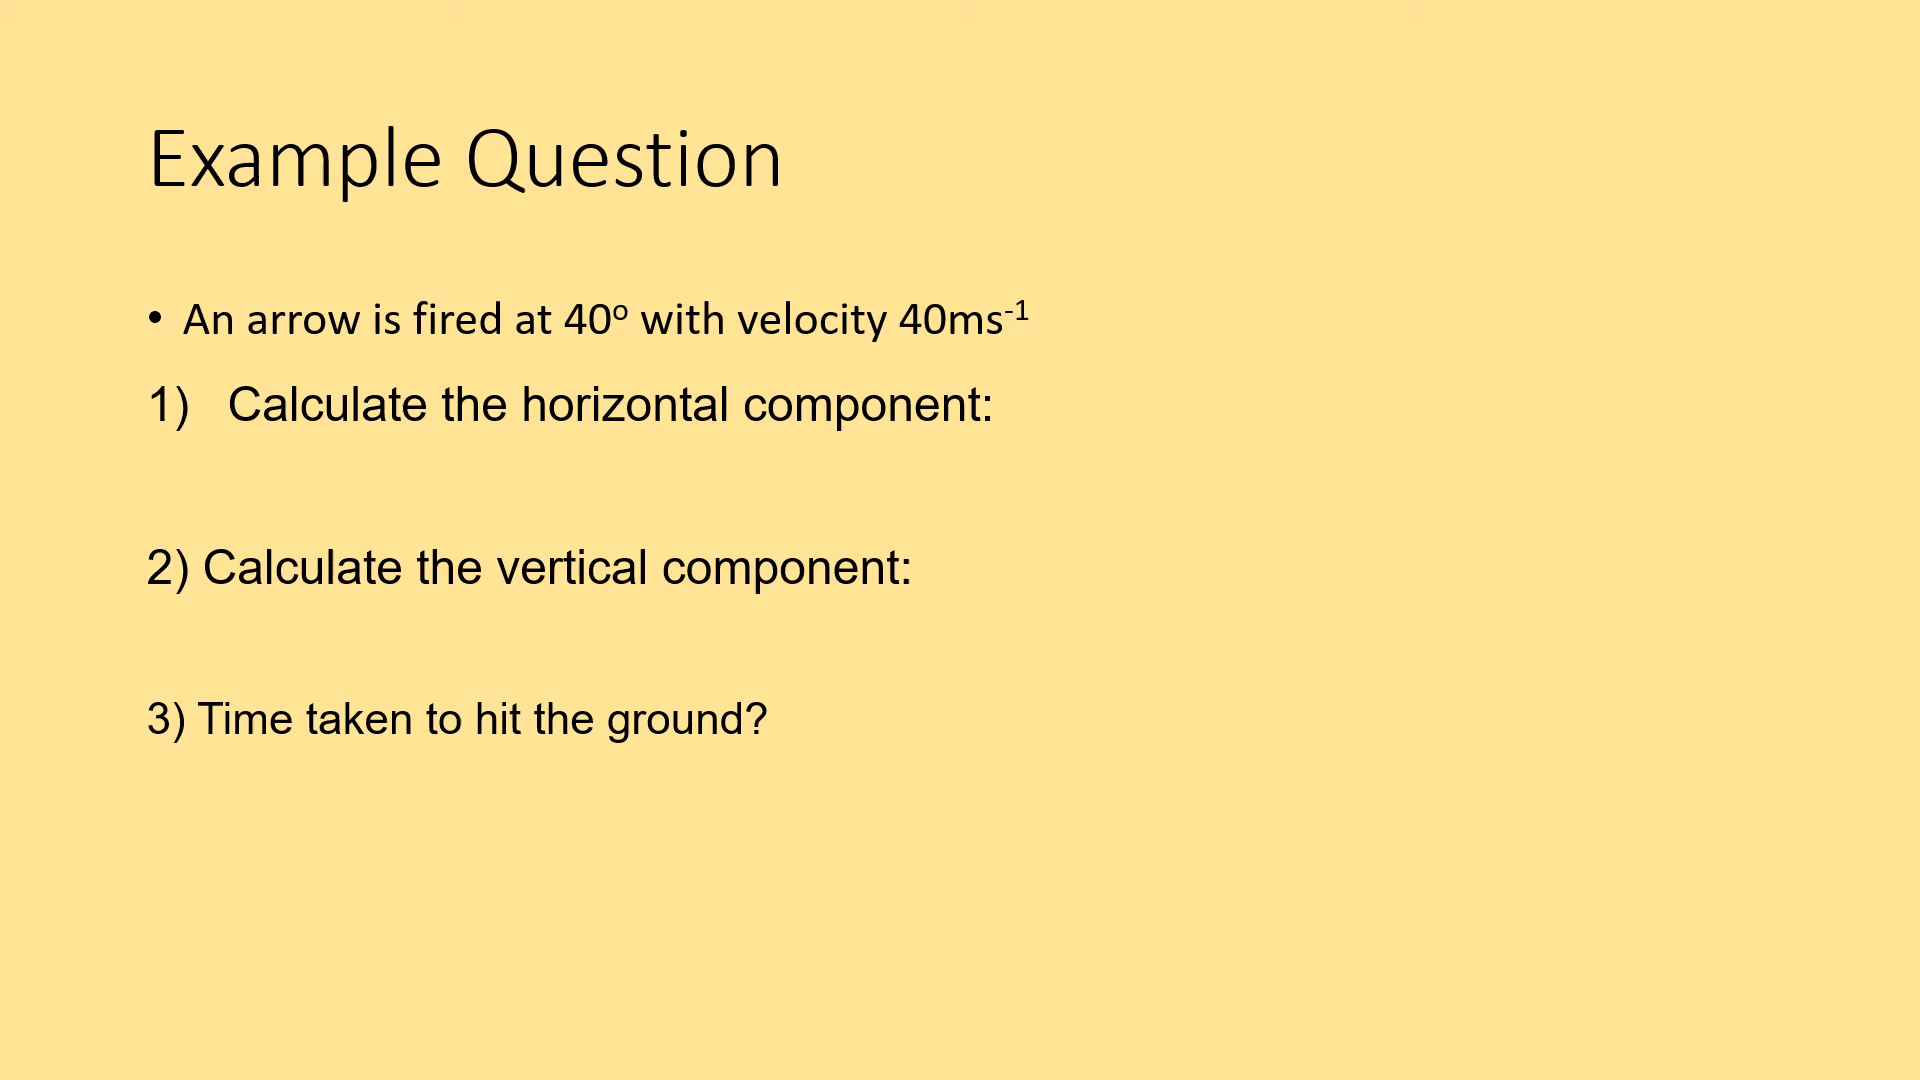 Example Question
• An arrow is fired at 40º with velocity 40ms⁻¹
1) Calculate the horizontal component:
2) Calculate the vertical component:
3) Time taken to hit the ground?